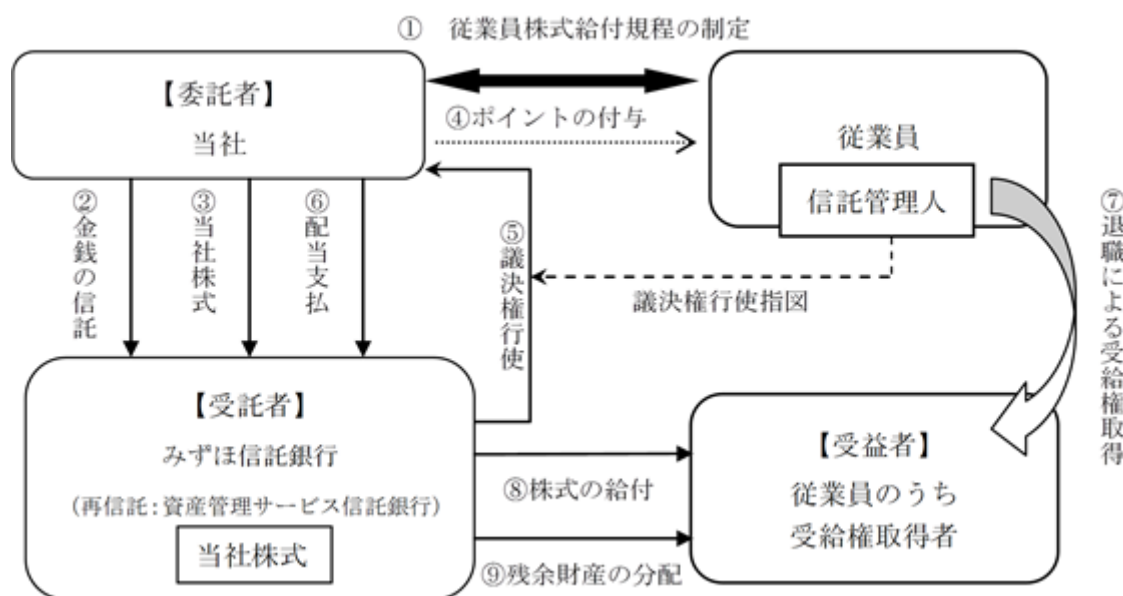 ① 従業員株式給付規程の制定
【委託者】
当社
④ポイントの付与
従業員
信託管理人
②金銭の信託
③当社株式
⑥配当支払
⑤議決権行使
議決権行使指図
⑦退職による受給権取得
【受託者】
みずほ信託銀行
(再信託:資産管理サービス信託銀行)
当社株式
⑧株式の給付
⑨残余財産の分配
【受益者】
従業員のうち
受給権取得者